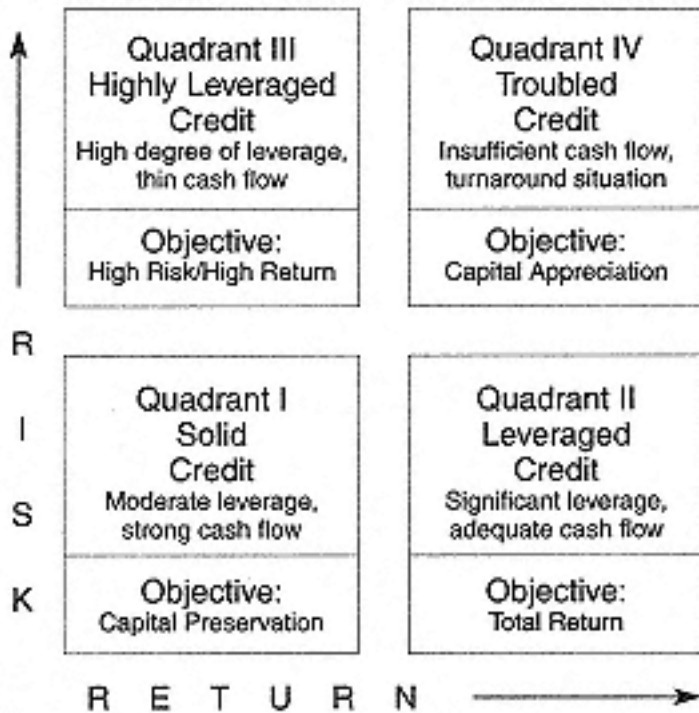 Quadrant III
Highly Leveraged
Credit
High degree of leverage,
thin cash flow
Objective:
High Risk/High Return
Quadrant IV
Troubled
Credit
Insufficient cash flow,
turnaround situation
Objective:
Capital Appreciation
R
I
S
K
Quadrant I
Solid
Credit
Moderate leverage,
strong cash flow
Objective:
Capital Preservation
Quadrant II
Leveraged
Credit
Significant leverage,
adequate cash flow
Objective:
Total Return
R E T U R N